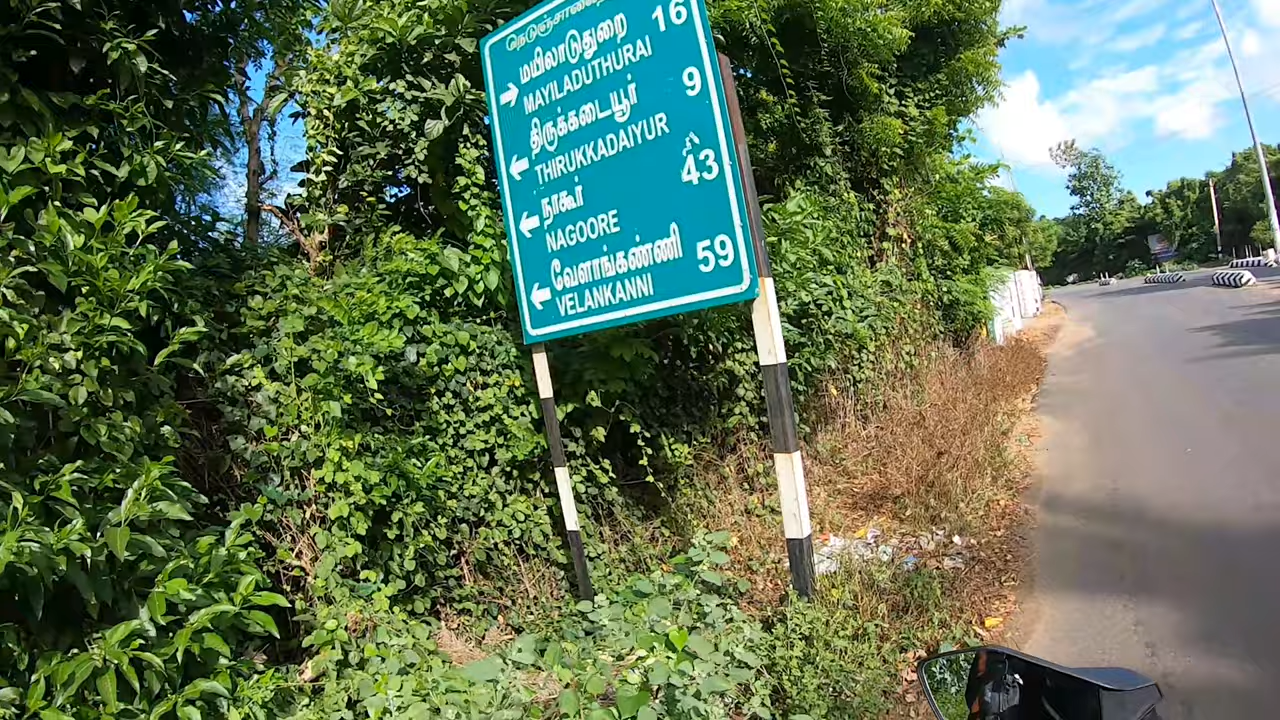 நெடுஞ்சாலைத்
மயிலாடுதுறை 16
MAYILADUTHURAI
திருக்கடையூர் 9
THIRUKKADAIYUR
நாகூர் 43
NAGOORE
வேளாங்கண்ணி 59
VELANKANNI